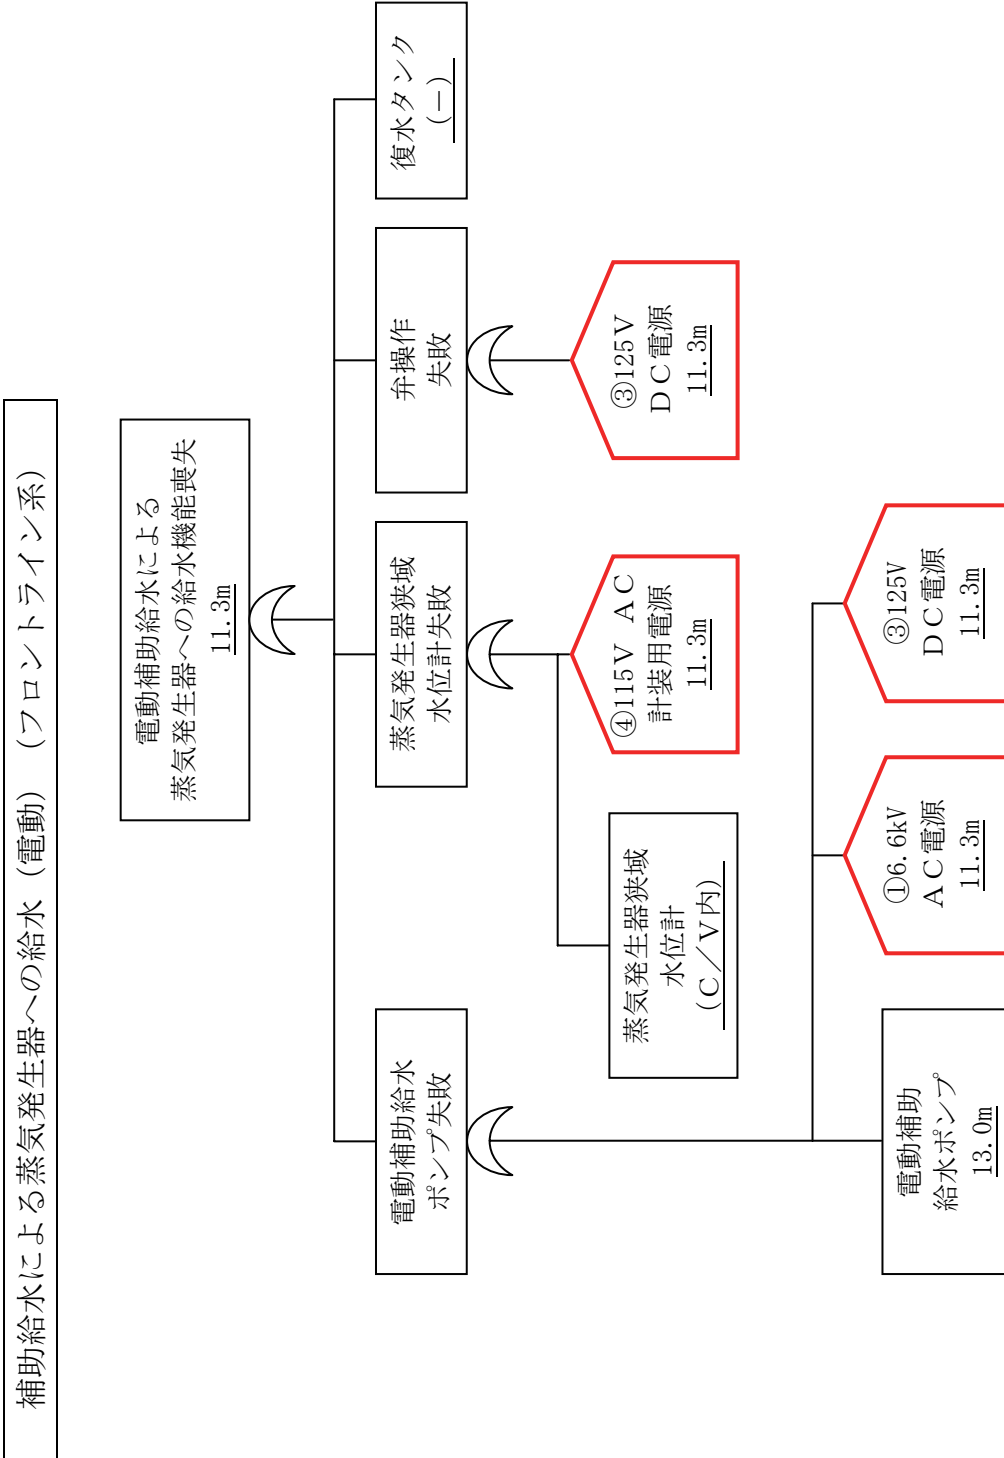 補助給水による蒸気発生器への給水（電動）（フロントライン系）
電動補助給水による
蒸気発生器への給水機能喪失
11.3m
電動補助給水
ポンプ失敗
蒸気発生器狭域
水位計失敗
弁操作
失敗
復水タンク
（－）
蒸気発生器狭域
水位計
（Ｃ／Ｖ内）
④115V ＡＣ
計装用電源
11.3m
③125V
ＤＣ電源
11.3m
電動補助
給水ポンプ
13.0m
①6.6kV
ＡＣ電源
11.3m
③125V
ＤＣ電源
11.3m